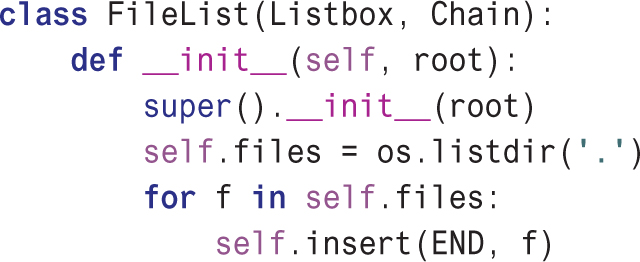 class FileList(Listbox, Chain):
    def __init__(self, root):
        super().__init__(root)
        self.files = os.listdir('.')
        for f in self.files:
            self.insert(END, f)